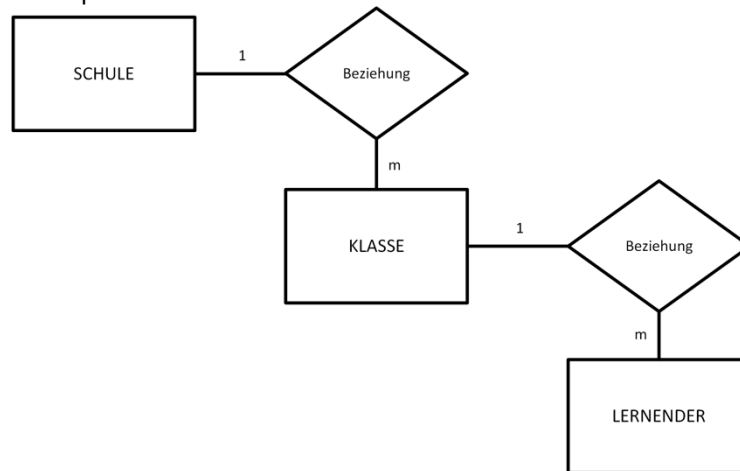 SCHULE
1
Beziehung
m
KLASSE
1
Beziehung
m
LERNENDER